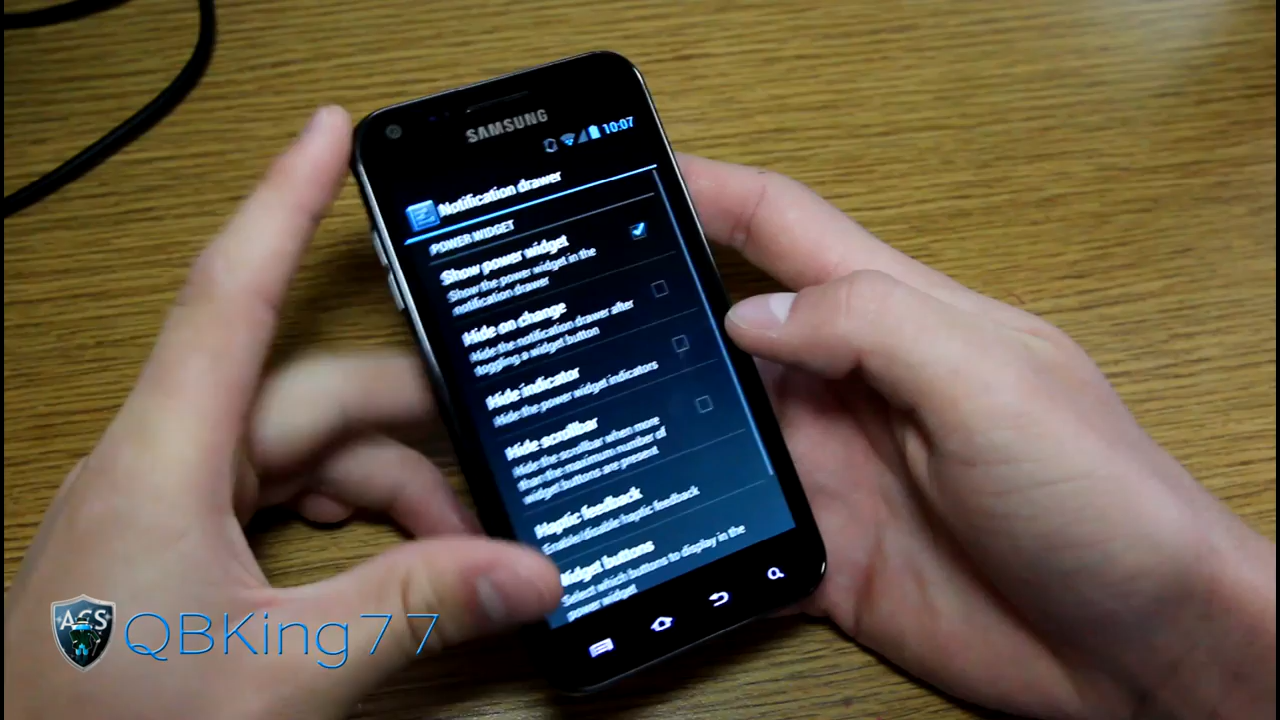 SAMSUNG
10:07
Notification drawer
POWER WIDGET
Show power widget
Show the power widget in the
notification drawer
Hide on change
Hide the notification drawer after
toggling a widget button
Hide indicator
Hide the power widget indicators
Hide scrollbar
Hide the scrollbar when more
than the maximum number of
widget buttons are present
Haptic feedback
Enable/disable haptic feedback
Widget buttons
Select which buttons to display in the
power widget
ACS
QBKing77